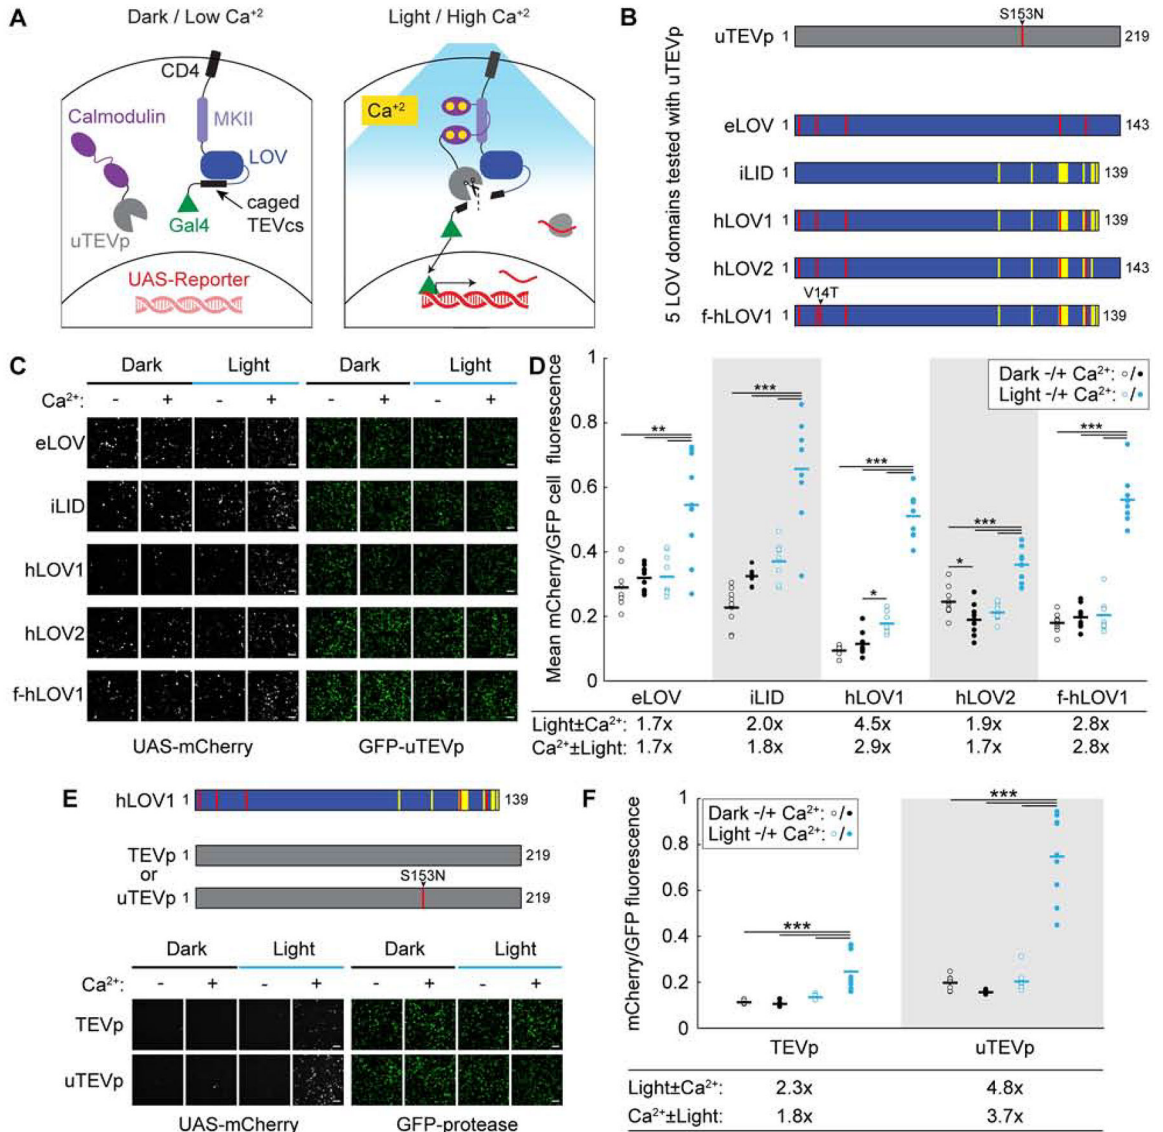 A
Dark / Low Ca+2
Light / High Ca+2
CD4
Calmodulin
MKII
LOV
caged
TEVcs
Gal4
uTEVp
UAS-Reporter
Ca+2
B
5 LOV domains tested with uTEVp
S153N
uTEVp 1 219
eLOV 1 143
iLID 1 139
hLOV1 1 139
hLOV2 1 143
V14T
f-hLOV1 1 139
C
Dark Light Dark Light
Ca2+: - + - + - + - +
eLOV
iLID
hLOV1
hLOV2
f-hLOV1
UAS-mCherry GFP-uTEVp
D
Mean mCherry/GFP cell fluorescence
1
0.8
0.6
0.4
0.2
0
Dark -/+ Ca2+: ○/●
Light -/+ Ca2+: ○/●
** *** *** * *** * ***
eLOV iLID hLOV1 hLOV2 f-hLOV1
Light±Ca2+: 1.7x 2.0x 4.5x 1.9x 2.8x
Ca2+±Light: 1.7x 1.8x 2.9x 1.7x 2.8x
E
hLOV1 1 139
TEVp 1 219
or
S153N
uTEVp 1 219
Dark Light Dark Light
Ca2+: - + - + - + - +
TEVp
uTEVp
UAS-mCherry GFP-protease
F
mCherry/GFP fluorescence
1
0.8
0.6
0.4
0.2
0
Dark -/+ Ca2+: ○/●
Light -/+ Ca2+: ○/●
*** ***
TEVp uTEVp
Light±Ca2+: 2.3x 4.8x
Ca2+±Light: 1.8x 3.7x